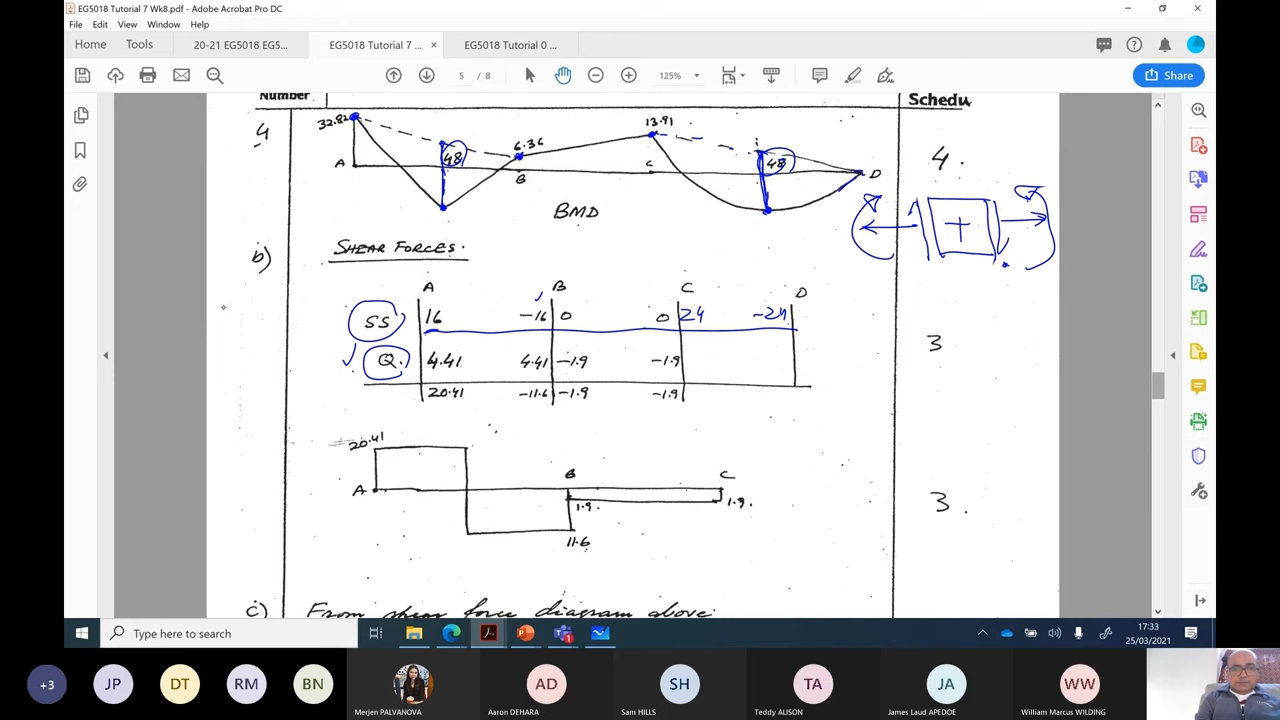 EG5018 Tutorial 7 Wk8.pdf - Adobe Acrobat Pro DC
File Edit View Window Help
Home Tools 20-21 EG5018 EG5... EG5018 Tutorial 7 ... × EG5018 Tutorial 0 ...
5 / 8 125% Share
Number Schedu
4 32.82 48 6.36 13.91 48 4.
A B C D
BMD
+
b) SHEAR FORCES.
A B C D
SS 16 -16 0 0 24 -24
3
Q. 4.41 4.41 -1.9 -1.9
20.41 -11.6 -1.9 -1.9
20.41
A B C
1.9. 1.9. 3.
11.6
c) From shear force diagram above:
Type here to search
17:33
25/03/2021
+3 JP DT RM BN AD SH TA JA WW
Merjen PALVANOVA Aaron DEHARA Sam HILLS Teddy ALISON James Laud APEDOE William Marcus WILDING